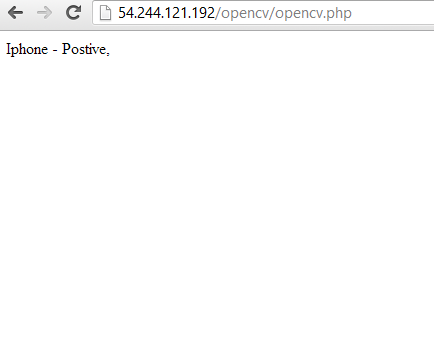 54.244.121.192/opencv/opencv.php
Iphone - Postive,